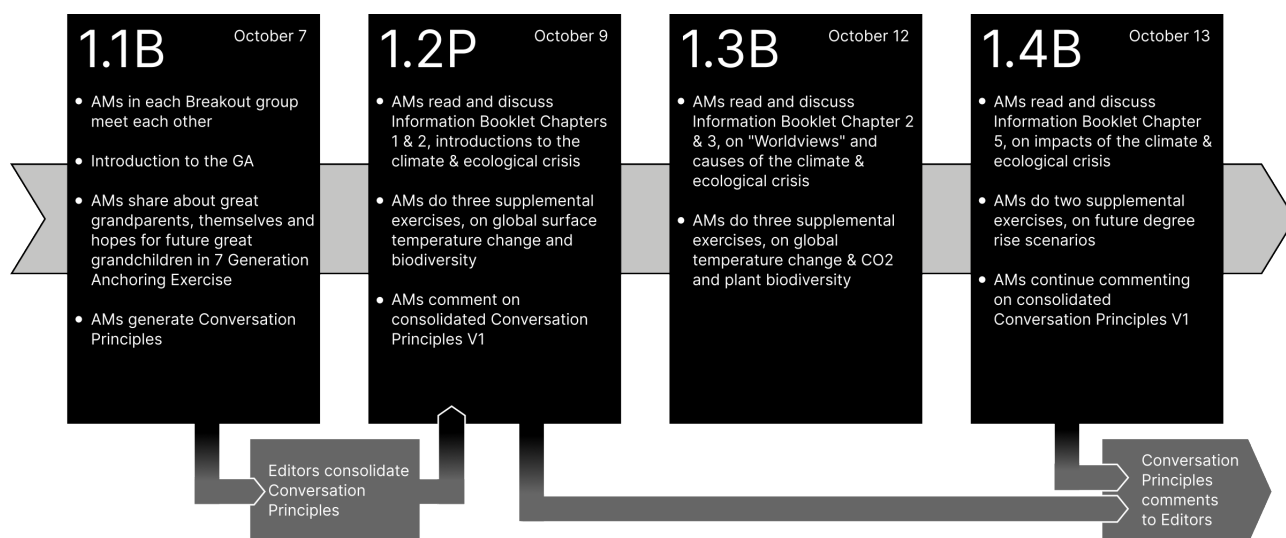 1.1B
October 7
• AMs in each Breakout group
meet each other
• Introduction to the GA
• AMs share about great
grandparents, themselves and
hopes for future great
grandchildren in 7 Generation
Anchoring Exercise
• AMs generate Conversation
Principles
1.2P
October 9
• AMs read and discuss
Information Booklet Chapters
1 & 2, introductions to the
climate & ecological crisis
• AMs do three supplemental
exercises, on global surface
temperature change and
biodiversity
• AMs comment on
consolidated Conversation
Principles V1
1.3B
October 12
• AMs read and discuss
Information Booklet Chapter 2
& 3, on "Worldviews" and
causes of the climate &
ecological crisis
• AMs do three supplemental
exercises, on global
temperature change & CO2
and plant biodiversity
1.4B
October 13
• AMs read and discuss
Information Booklet Chapter
5, on impacts of the climate &
ecological crisis
• AMs do two supplemental
exercises, on future degree
rise scenarios
• AMs continue commenting
on consolidated
Conversation Principles V1
Editors consolidate
Conversation
Principles
Conversation
Principles
comments
to Editors